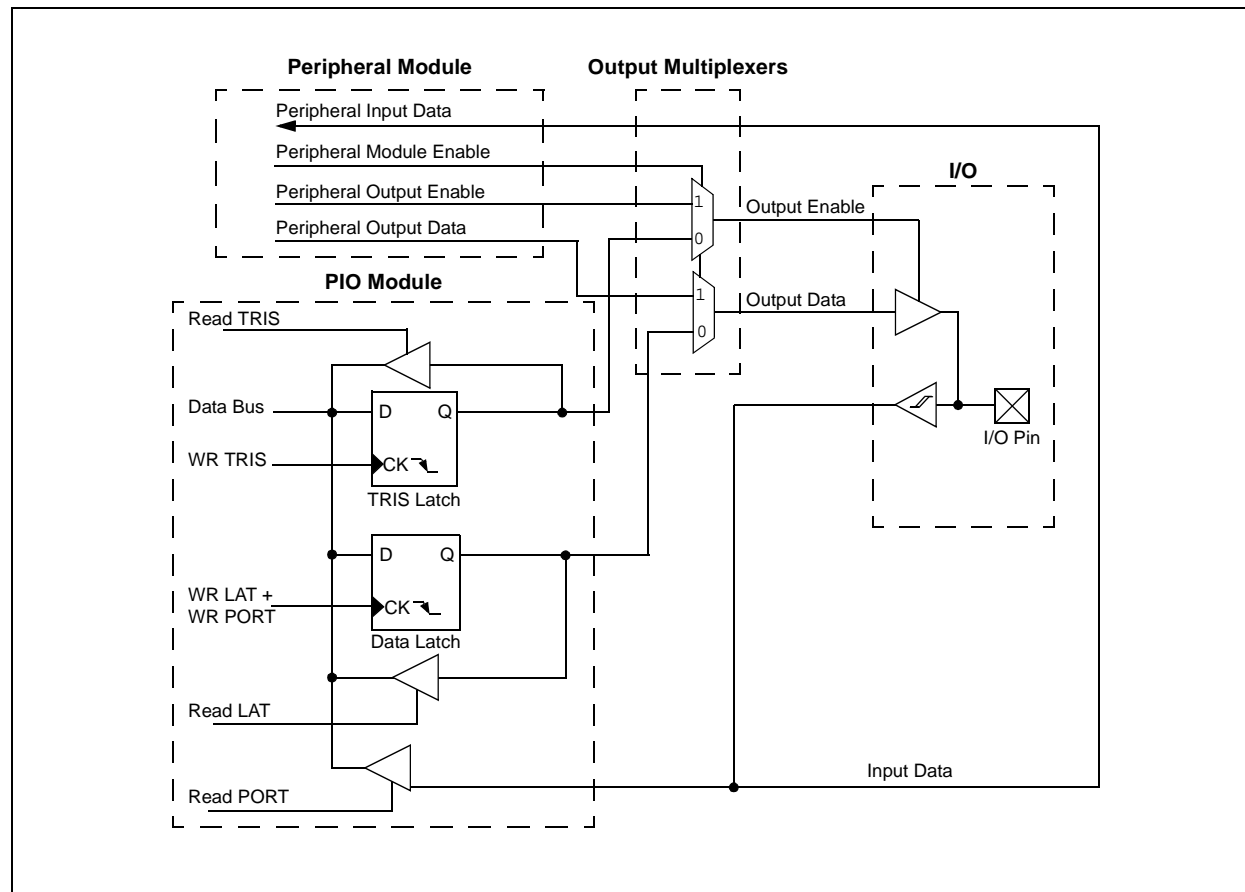 Peripheral Module
Output Multiplexers
Peripheral Input Data
Peripheral Module Enable
I/O
Peripheral Output Enable
1
Output Enable
Peripheral Output Data
0
PIO Module
1
Output Data
Read TRIS
0
Data Bus
D
Q
I/O Pin
WR TRIS
CK
TRIS Latch
D
Q
WR LAT +
WR PORT
CK
Data Latch
Read LAT
Input Data
Read PORT